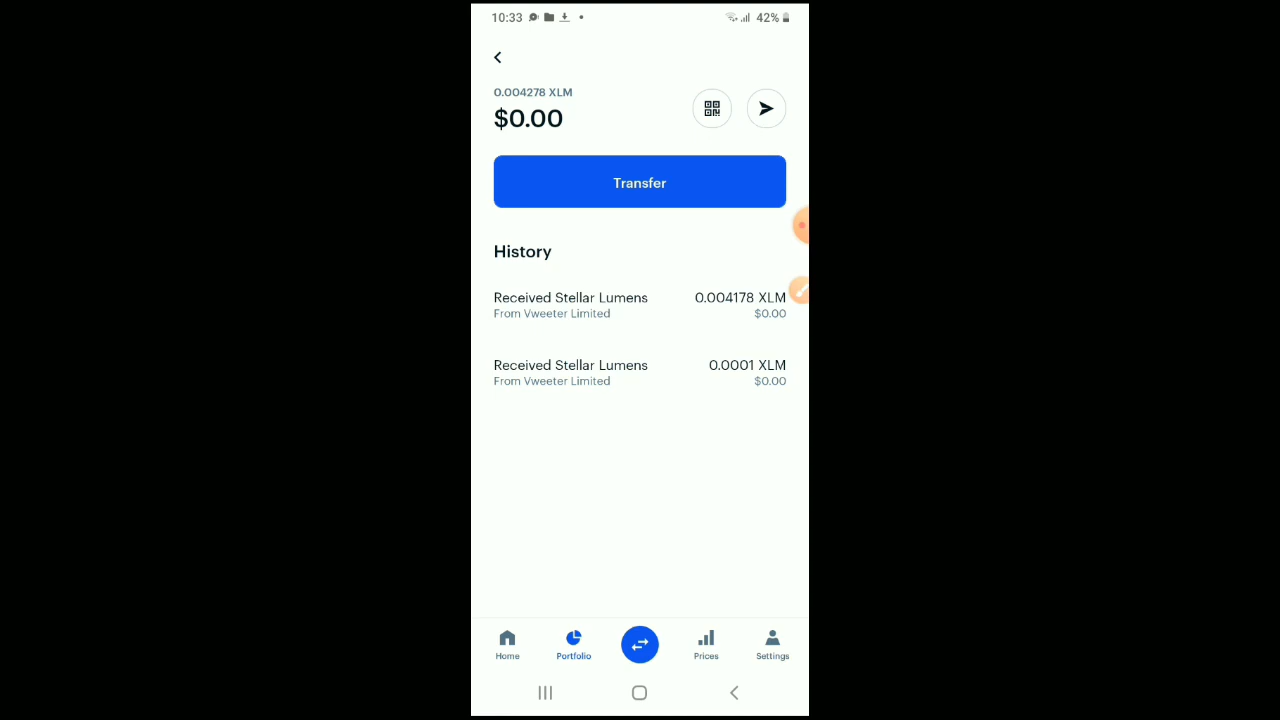 10:33
42%
0.004278 XLM
$0.00
Transfer
History
Received Stellar Lumens 0.004178 XLM
From Vweeter Limited $0.00
Received Stellar Lumens 0.0001 XLM
From Vweeter Limited $0.00
Home Portfolio Prices Settings